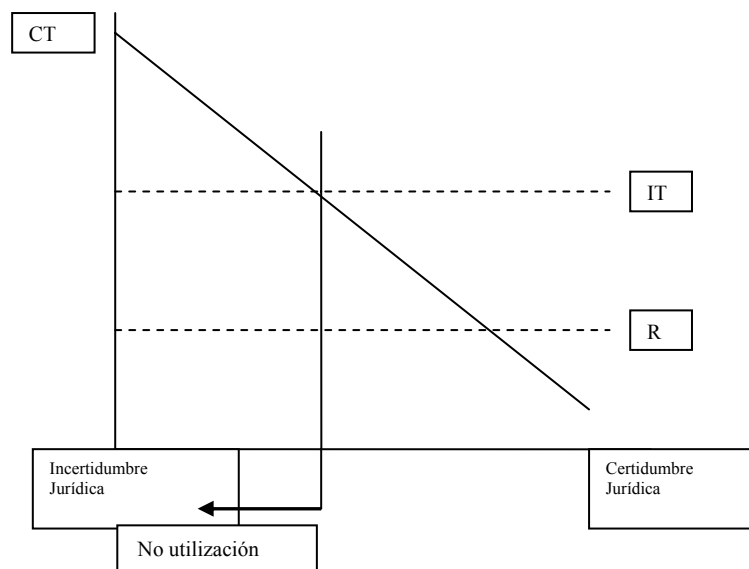 CT
IT
R
Incertidumbre
Jurídica
Certidumbre
Jurídica
No utilización